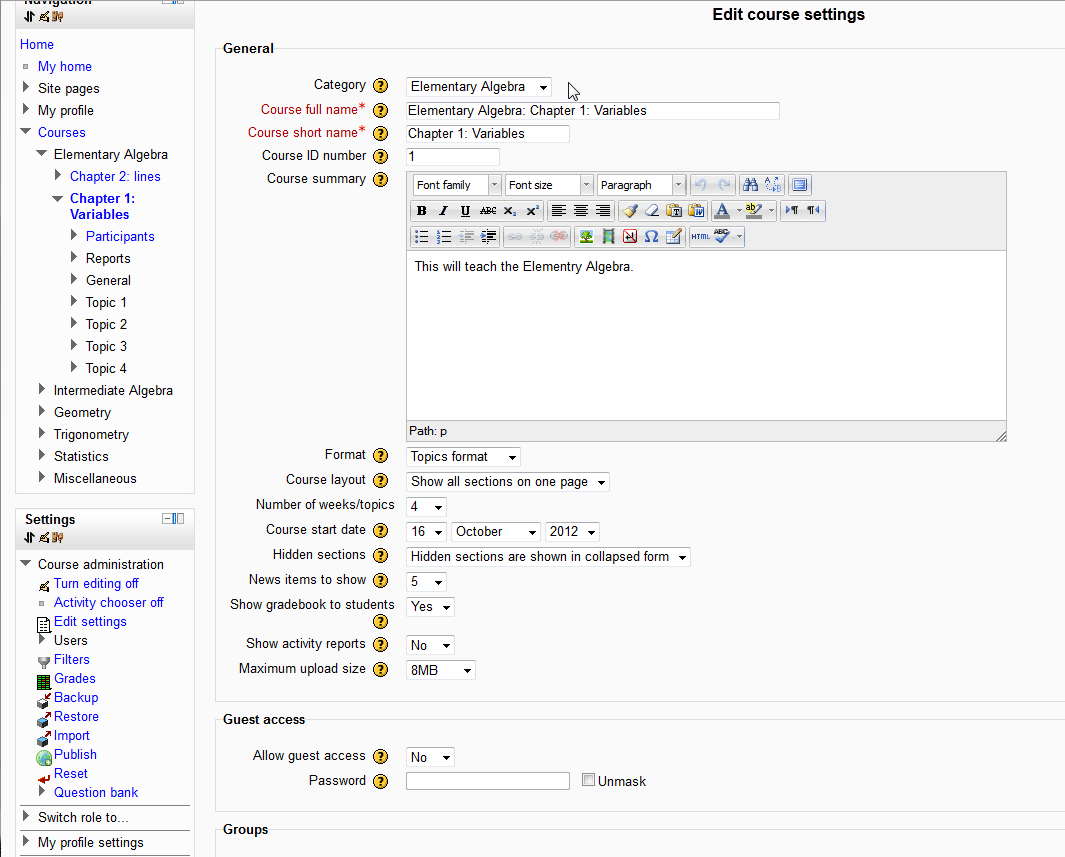 Navigation
Home
My home
Site pages
My profile
Courses
Elementary Algebra
Chapter 2: lines
Chapter 1:
Variables
Participants
Reports
General
Topic 1
Topic 2
Topic 3
Topic 4
Intermediate Algebra
Geometry
Trigonometry
Statistics
Miscellaneous
Settings
Course administration
Turn editing off
Activity chooser off
Edit settings
Users
Filters
Grades
Backup
Restore
Import
Publish
Reset
Question bank
Switch role to...
My profile settings
Edit course settings
General
Category ? Elementary Algebra
Course full name* ? Elementary Algebra: Chapter 1: Variables
Course short name* ? Chapter 1: Variables
Course ID number ? 1
Course summary ?
Font family Font size Paragraph
B I U ABC X₂ X² A ab
Ω HTML ABC
This will teach the Elementry Algebra.
Path: p
Format ? Topics format
Course layout ? Show all sections on one page
Number of weeks/topics 4
Course start date ? 16 October 2012
Hidden sections ? Hidden sections are shown in collapsed form
News items to show ? 5
Show gradebook to students ? Yes
Show activity reports ? No
Maximum upload size ? 8MB
Guest access
Allow guest access ? No
Password ? Unmask
Groups